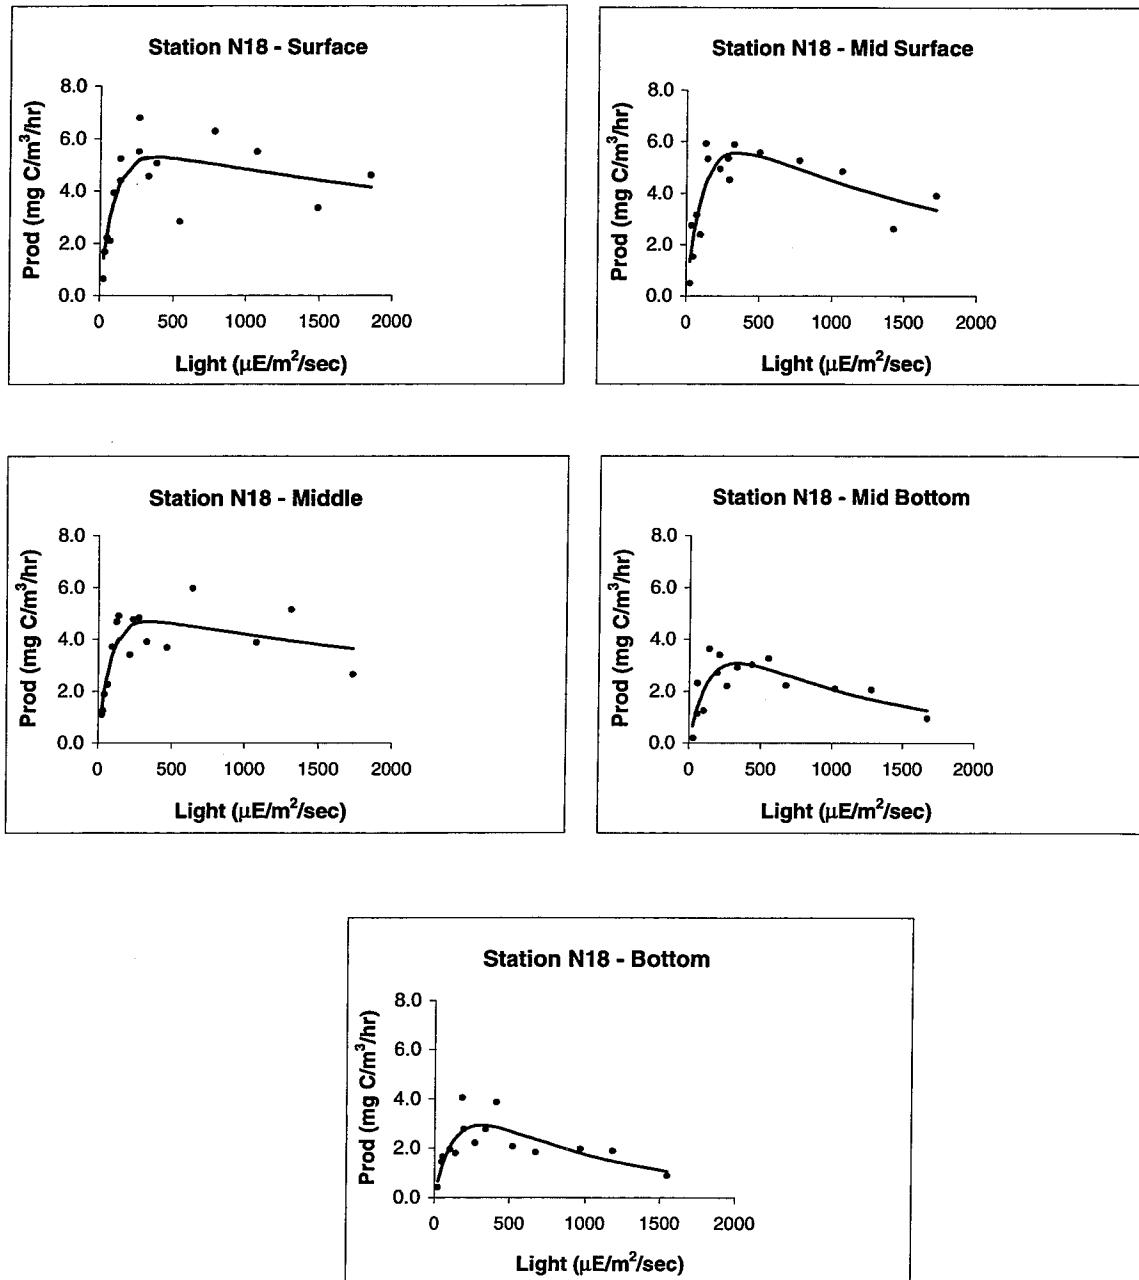 Station N18 - Surface
Prod (mg C/m³/hr)
8.0
6.0
4.0
2.0
0.0
0 500 1000 1500 2000
Light (µE/m²/sec)
Station N18 - Mid Surface
Prod (mg C/m³/hr)
8.0
6.0
4.0
2.0
0.0
0 500 1000 1500 2000
Light (µE/m²/sec)
Station N18 - Middle
Prod (mg C/m³/hr)
8.0
6.0
4.0
2.0
0.0
0 500 1000 1500 2000
Light (µE/m²/sec)
Station N18 - Mid Bottom
Prod (mg C/m³/hr)
8.0
6.0
4.0
2.0
0.0
0 500 1000 1500 2000
Light (µE/m²/sec)
Station N18 - Bottom
Prod (mg C/m³/hr)
8.0
6.0
4.0
2.0
0.0
0 500 1000 1500 2000
Light (µE/m²/sec)